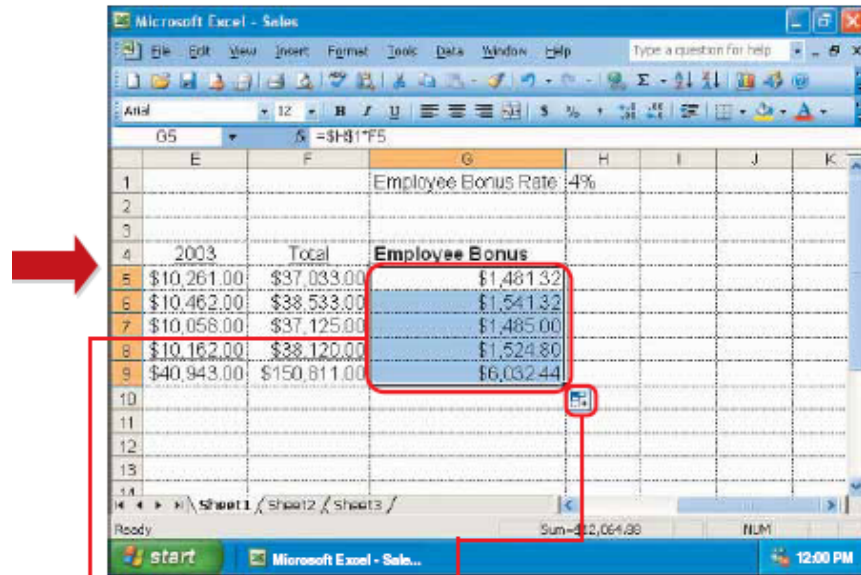 Microsoft Excel - Sales
File Edit View Insert Format Tools Data Window Help Type a question for help
Arial 12 B I U $ % ,
G5 fx =$H$1*F5
E F G H I J K
1 Employee Bonus Rate 4%
2
3
4 2003 Total Employee Bonus
5 $10,261.00 $37,033.00 $1,481.32
6 $10,462.00 $38,533.00 $1,541.32
7 $10,058.00 $37,125.00 $1,485.00
8 $10,162.00 $38,120.00 $1,524.80
9 $40,943.00 $150,811.00 $6,032.44
10
11
12
13
14
Sheet1 / Sheet2 / Sheet3 /
Ready Sum=$12,064.88 NUM
start Microsoft Excel - Sale... 12:00 PM